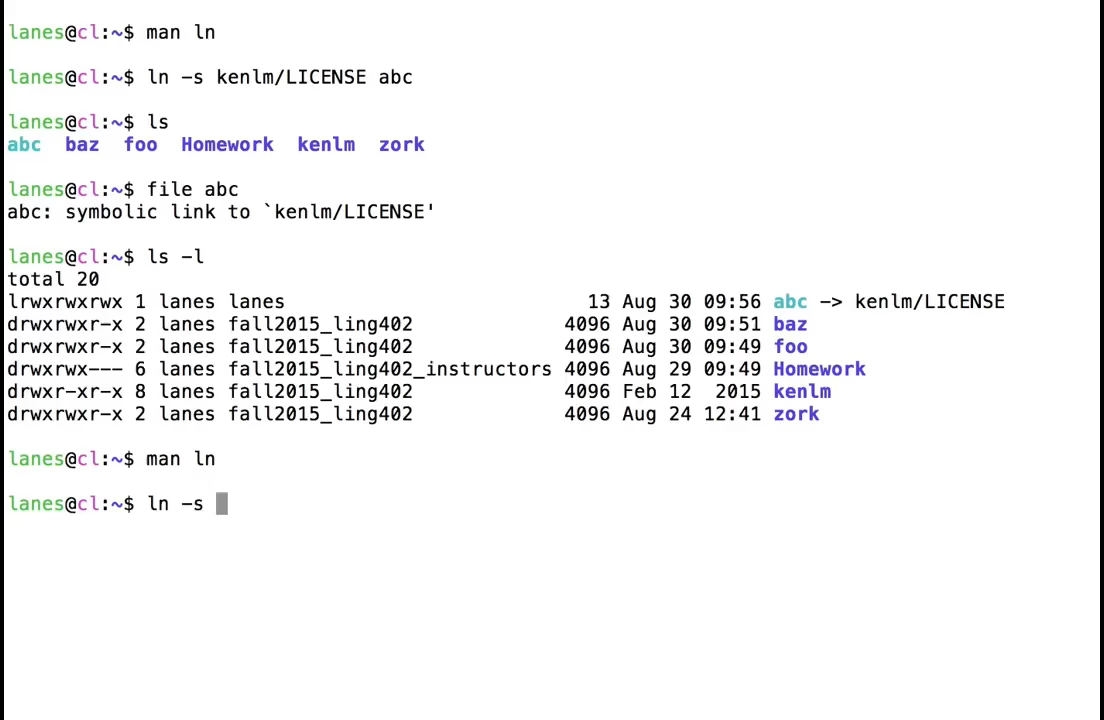 lanes@cl:~$ man ln
lanes@cl:~$ ln -s kenlm/LICENSE abc
lanes@cl:~$ ls
abc  baz  foo  Homework  kenlm  zork
lanes@cl:~$ file abc
abc: symbolic link to `kenlm/LICENSE'
lanes@cl:~$ ls -l
total 20
lrwxrwxrwx 1 lanes lanes                          13 Aug 30 09:56 abc -> kenlm/LICENSE
drwxrwxr-x 2 lanes fall2015_ling402             4096 Aug 30 09:51 baz
drwxrwxr-x 2 lanes fall2015_ling402             4096 Aug 30 09:49 foo
drwxrwx--- 6 lanes fall2015_ling402_instructors 4096 Aug 29 09:49 Homework
drwxr-xr-x 8 lanes fall2015_ling402             4096 Feb 12  2015 kenlm
drwxrwxr-x 2 lanes fall2015_ling402             4096 Aug 24 12:41 zork
lanes@cl:~$ man ln
lanes@cl:~$ ln -s